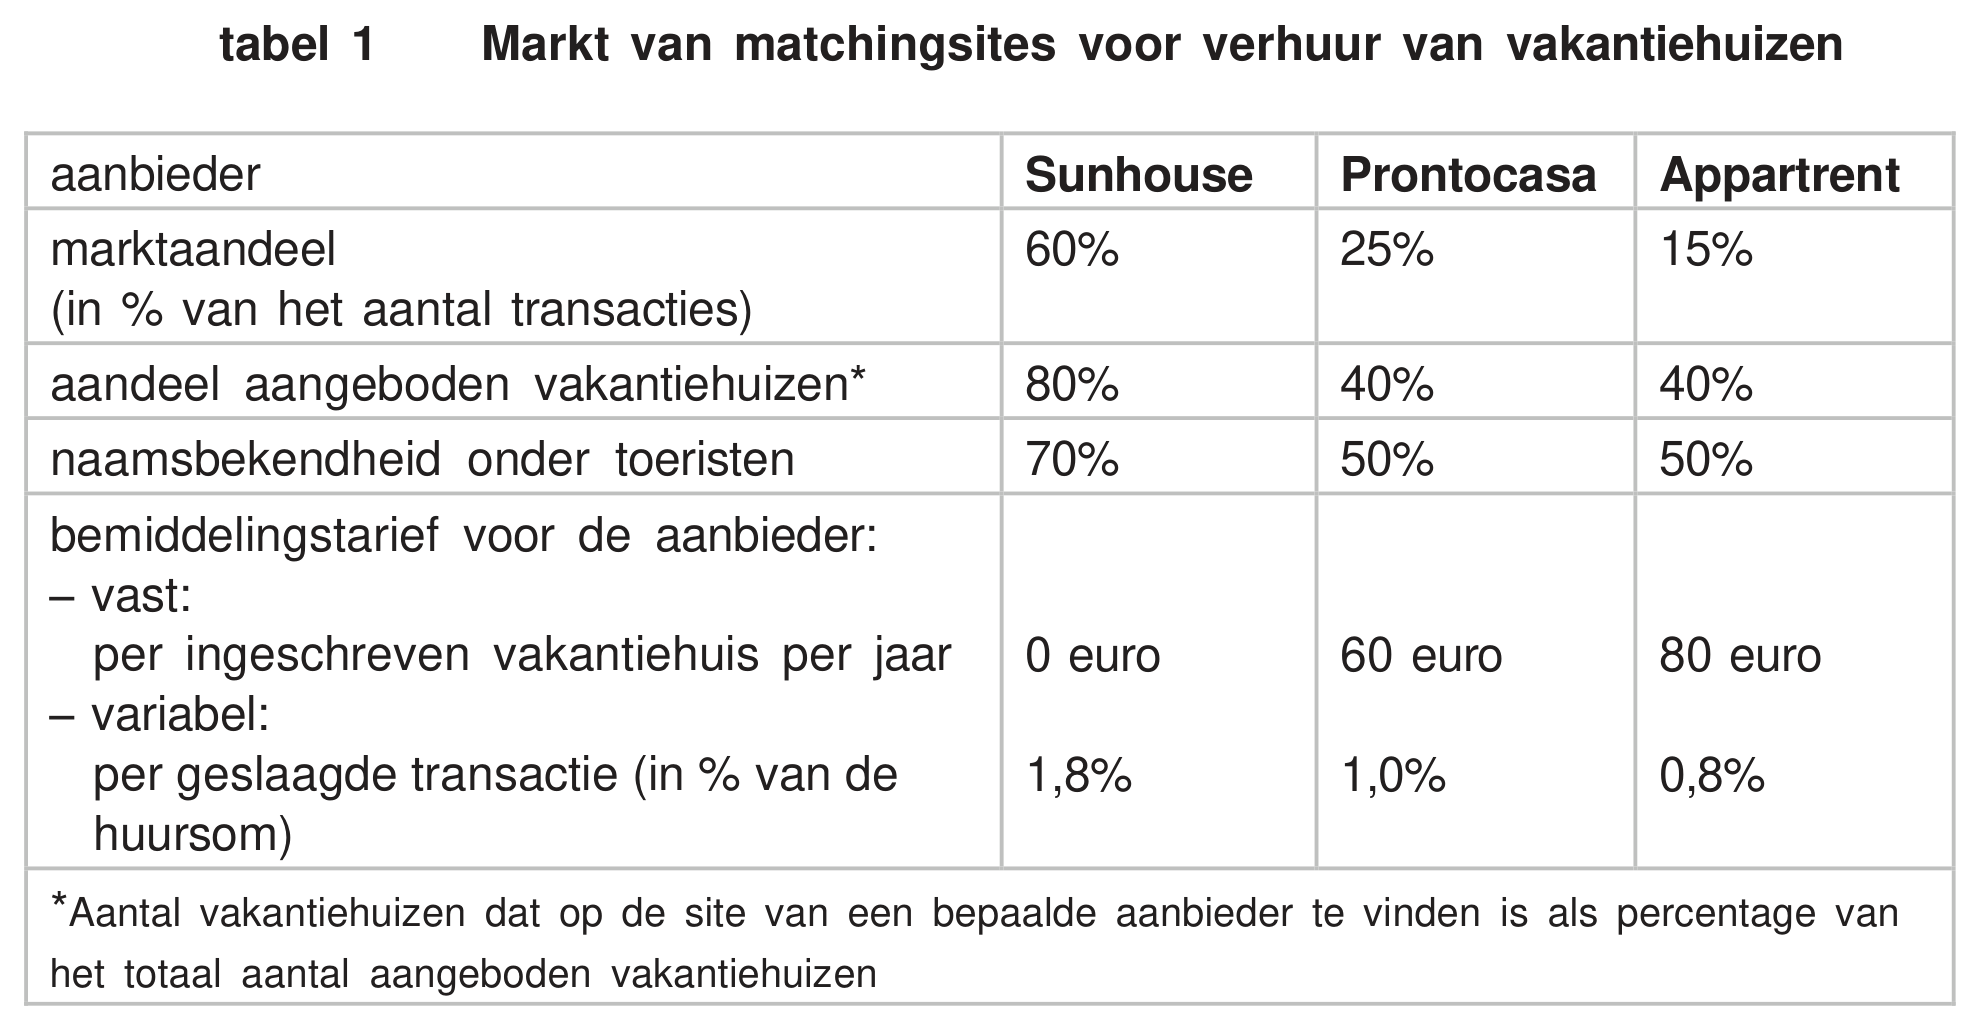 tabel 1 Markt van matchingsites voor verhuur van vakantiehuizen
aanbieder Sunhouse Prontocasa Appartrent
marktaandeel 60% 25% 15%
(in % van het aantal transacties)
aandeel aangeboden vakantiehuizen* 80% 40% 40%
naamsbekendheid onder toeristen 70% 50% 50%
bemiddelingstarief voor de aanbieder:
– vast:
per ingeschreven vakantiehuis per jaar 0 euro 60 euro 80 euro
– variabel:
per geslaagde transactie (in % van de 1,8% 1,0% 0,8%
huursom)
*Aantal vakantiehuizen dat op de site van een bepaalde aanbieder te vinden is als percentage van
het totaal aantal aangeboden vakantiehuizen